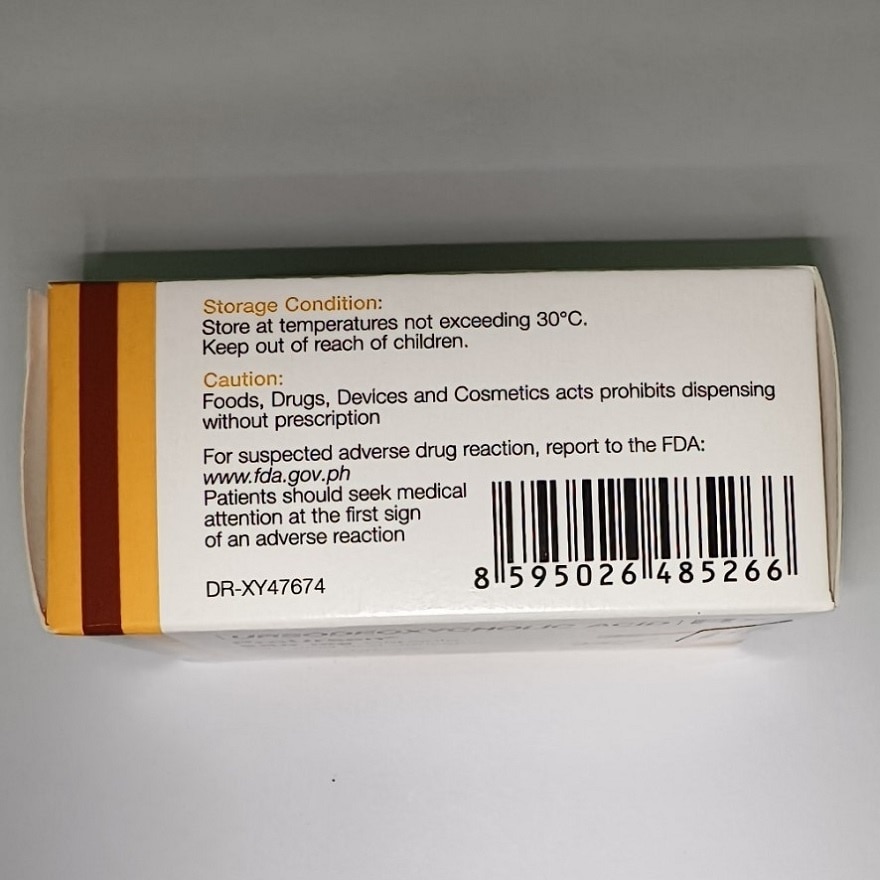 Storage Condition:
Store at temperatures not exceeding 30°C.
Keep out of reach of children.
Caution:
Foods, Drugs, Devices and Cosmetics acts prohibits dispensing
without prescription
For suspected adverse drug reaction, report to the FDA:
www.fda.gov.ph
Patients should seek medical
attention at the first sign
of an adverse reaction
DR-XY47674
8 595026 485266
URSODEOXYCHOLIC ACID